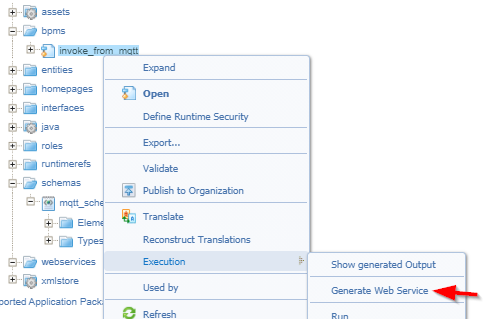 assets
bpms
invoke_from_mqtt
Expand
entities
Open
homepages
Define Runtime Security
interfaces
java
Export...
roles
runtimerefs
Validate
schemas
Publish to Organization
mqtt_sche
Translate
Eleme
Types
Reconstruct Translations
webservices
Execution
Show generated Output
xmlstore
Used by
Generate Web Service
ported Application Packa
Refresh
Run